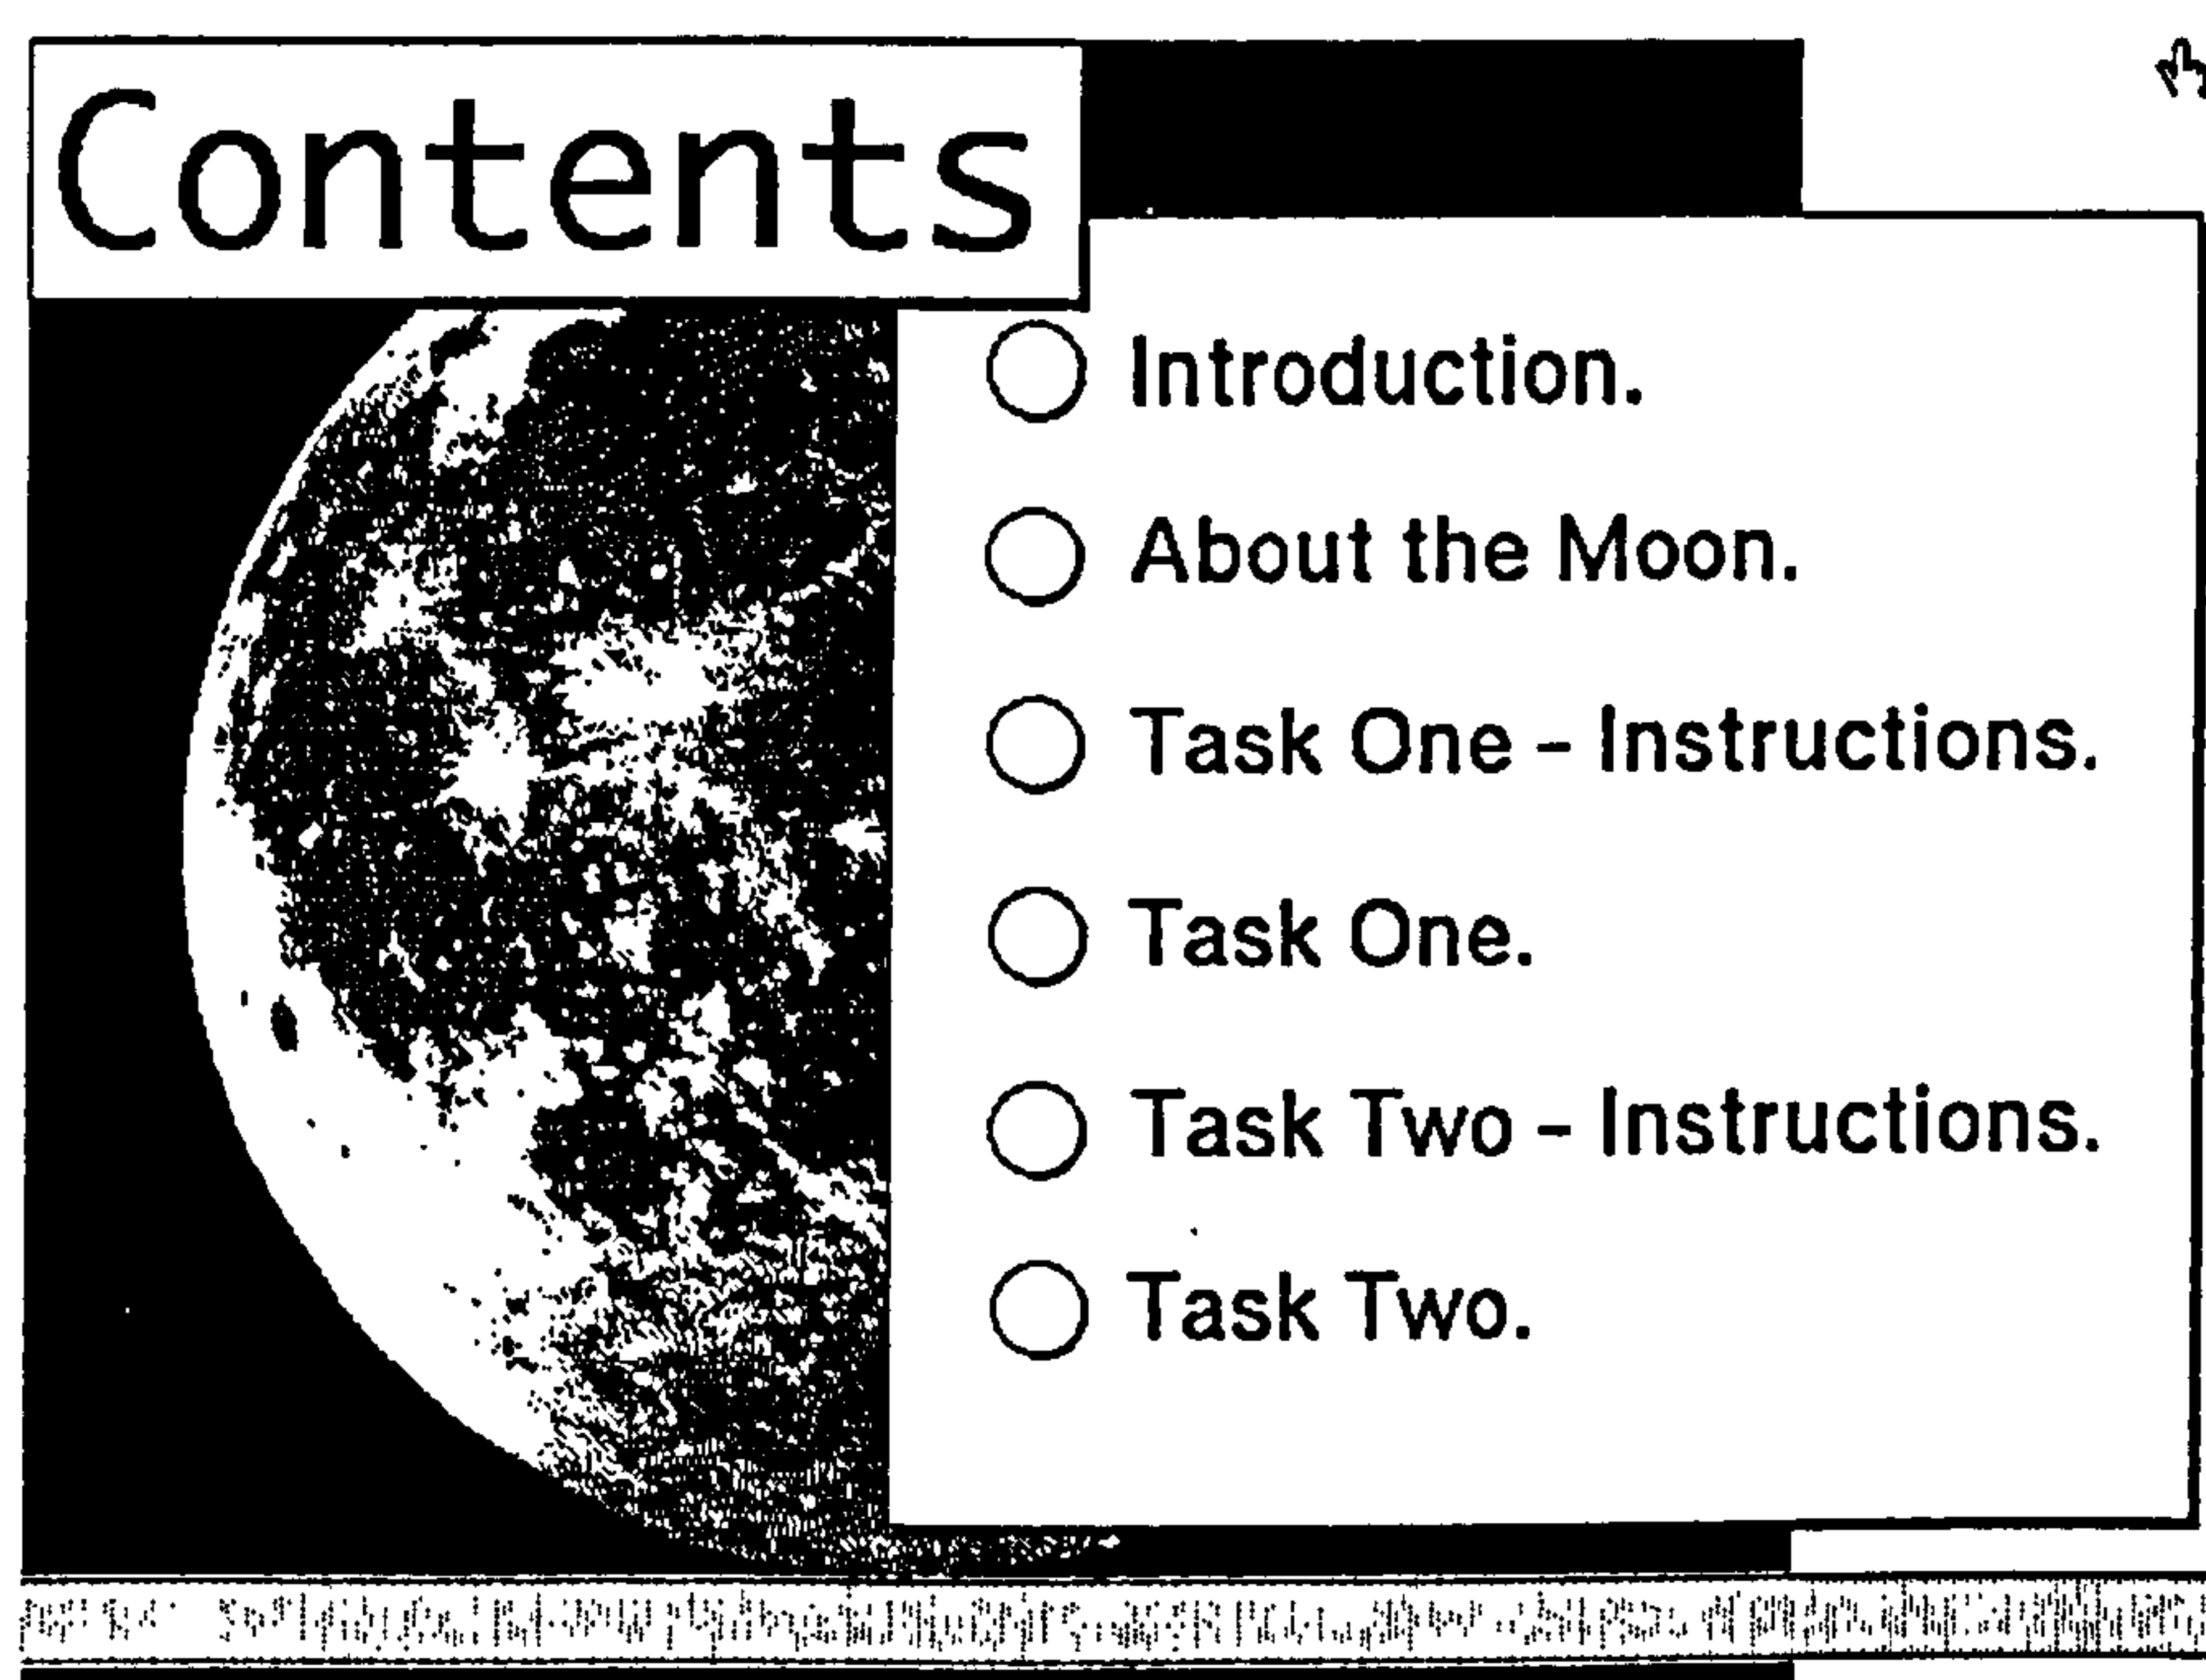 Contents
Introduction.
About the Moon.
Task One - Instructions.
Task One.
Task Two - Instructions.
Task Two.